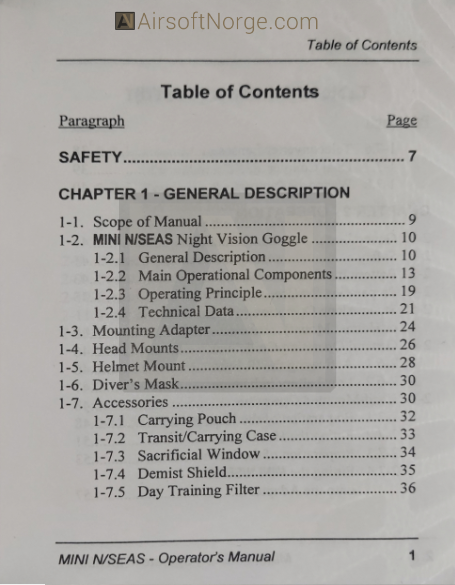 AirsoftNorge.com
Table of Contents
Table of Contents
Paragraph Page
SAFETY................................................................ 7
CHAPTER 1 - GENERAL DESCRIPTION
1-1. Scope of Manual ............................................... 9
1-2. MINI N/SEAS Night Vision Goggle .................... 10
1-2.1 General Description ................................ 10
1-2.2 Main Operational Components .............. 13
1-2.3 Operating Principle ................................ 19
1-2.4 Technical Data ....................................... 21
1-3. Mounting Adapter ............................................ 24
1-4. Head Mounts .................................................... 26
1-5. Helmet Mount .................................................. 28
1-6. Diver's Mask .................................................... 30
1-7. Accessories ...................................................... 30
1-7.1 Carrying Pouch ...................................... 32
1-7.2 Transit/Carrying Case ............................. 33
1-7.3 Sacrificial Window ................................. 34
1-7.4 Demist Shield ......................................... 35
1-7.5 Day Training Filter ................................. 36
MINI N/SEAS - Operator's Manual 1